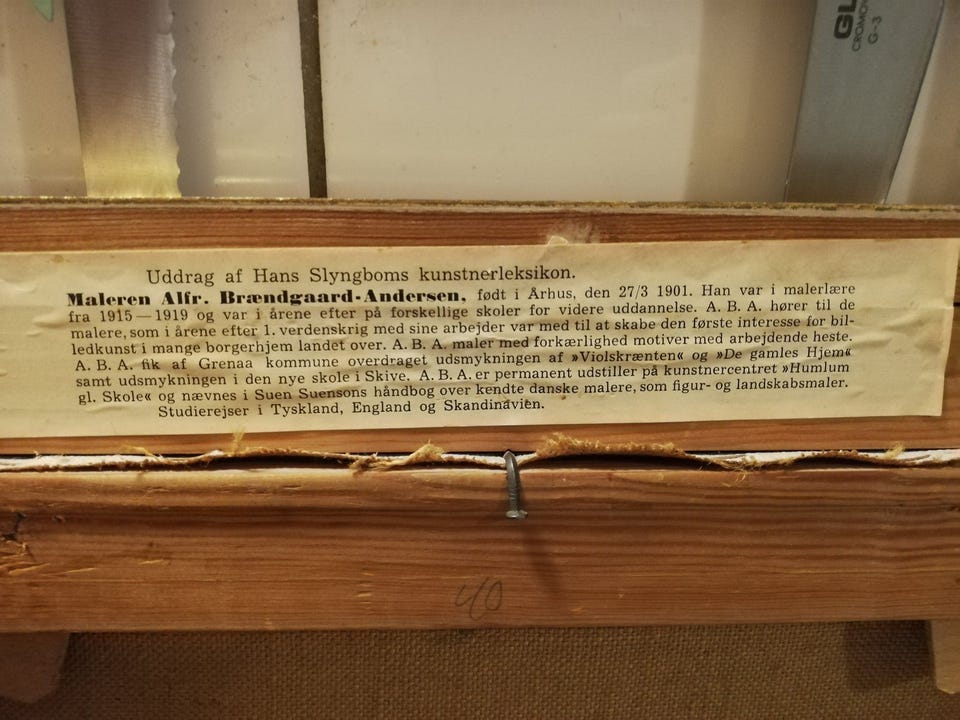 GL
CROMOV
G-3
Uddrag af Hans Slyngboms kunstnerleksikon.
Maleren Alfr. Brændgaard-Andersen, født i Århus, den 27/3 1901. Han var i malerlære
fra 1915—1919 og var i årene efter på forskellige skoler for videre uddannelse. A. B. A. hører til de
malere, som i årene efter 1. verdenskrig med sine arbejder var med til at skabe den første interesse for bil-
ledkunst i mange borgerhjem landet over. A. B. A. maler med forkærlighed motiver med arbejdende heste.
A. B. A. fik af Grenaa kommune overdraget udsmykningen af »Violskrænten« og »De gamles Hjem«
samt udsmykningen i den nye skole i Skive. A. B. A. er permanent udstiller på kunstnercentret »Humlum
gl. Skole« og nævnes i Suen Suensons håndbog over kendte danske malere, som figur- og landskabsmaler.
Studierejser i Tyskland, England og Skandinavien.
40